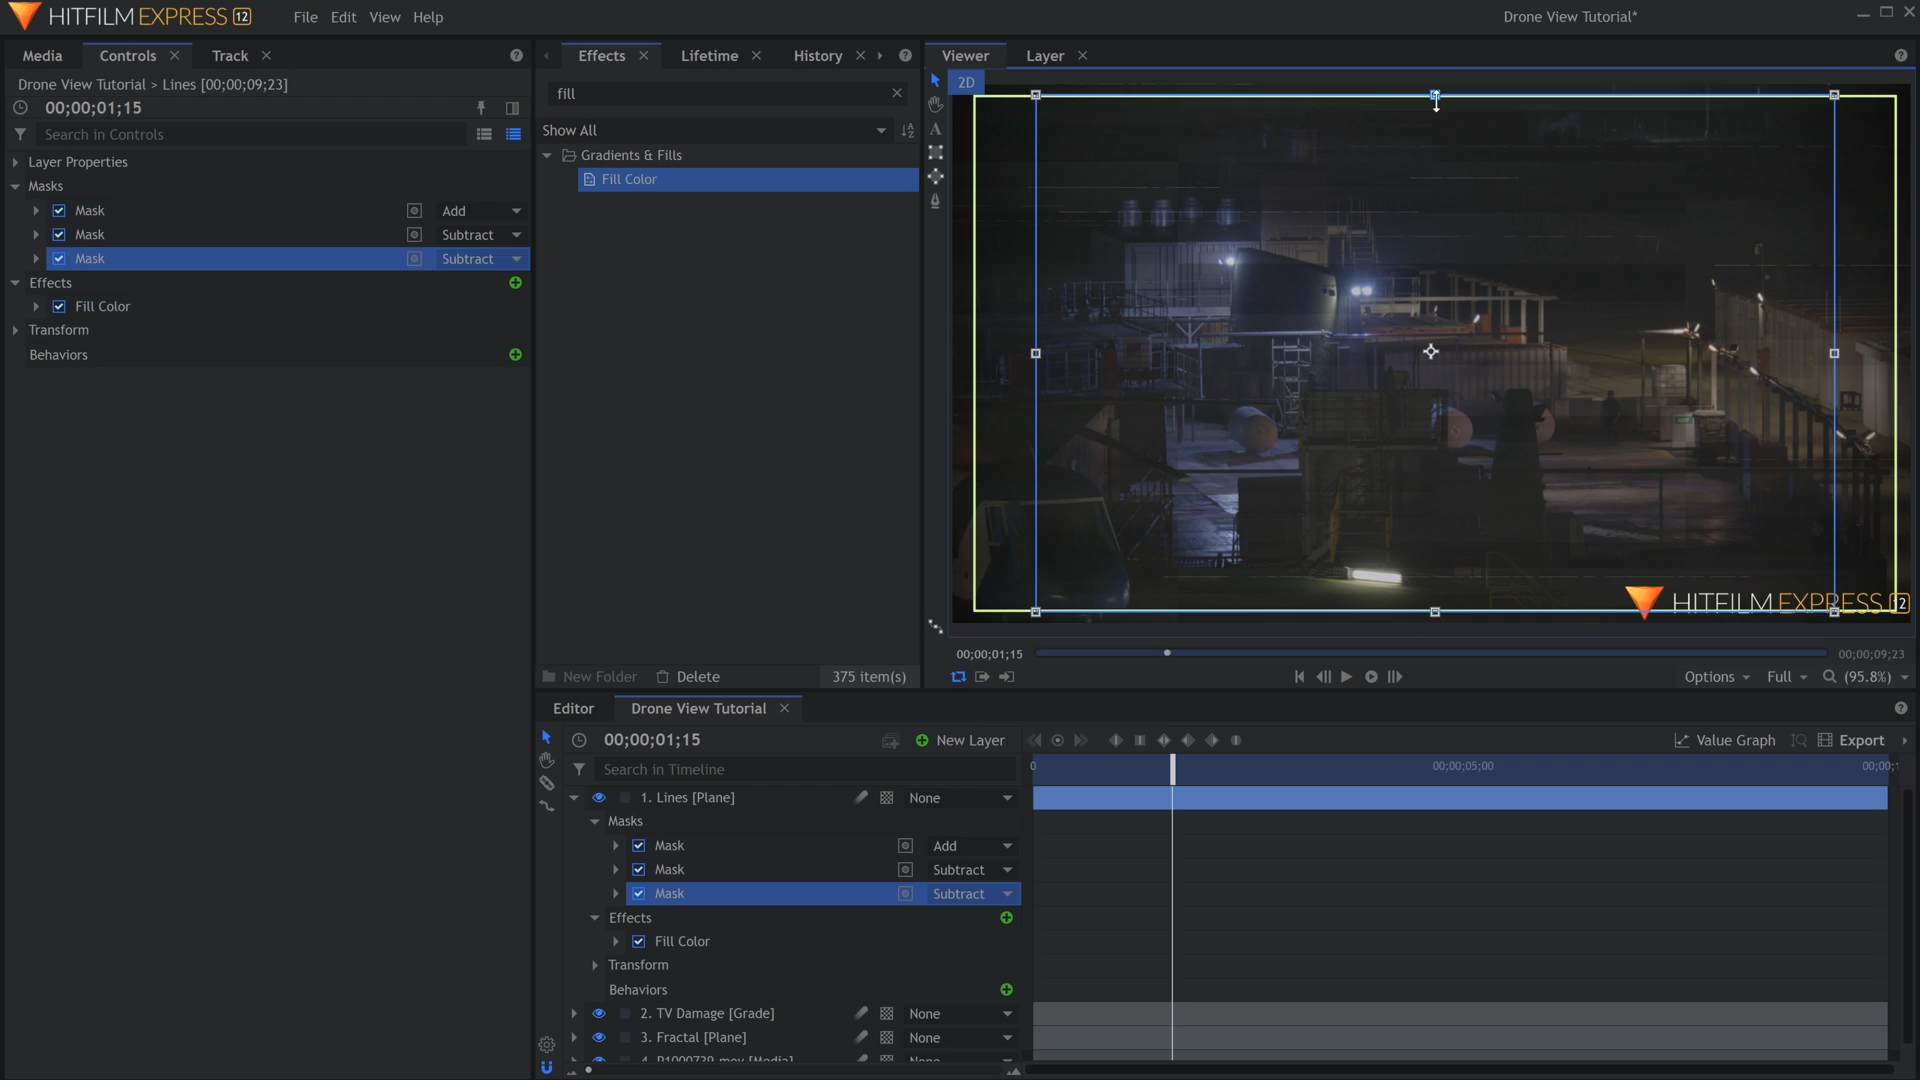 HITFILM EXPRESS 12
File Edit View Help
Drone View Tutorial*
Media Controls Track
Drone View Tutorial > Lines [00;00;09;23]
00;00;01;15
Search in Controls
Layer Properties
Masks
Mask Add
Mask Subtract
Mask Subtract
Effects
Fill Color
Transform
Behaviors
Effects Lifetime History
fill
Show All
Gradients & Fills
Fill Color
New Folder Delete 375 item(s)
Viewer Layer
2D
HITFILM EXPRESS 12
00;00;01;15 00;00;09;23
Options Full (95.8%)
Editor Drone View Tutorial
00;00;01;15 New Layer Value Graph Export
Search in Timeline
0 00;00;05;00
1. Lines [Plane] None
Masks
Mask Add
Mask Subtract
Mask Subtract
Effects
Fill Color
Transform
Behaviors
2. TV Damage [Grade] None
3. Fractal [Plane] None